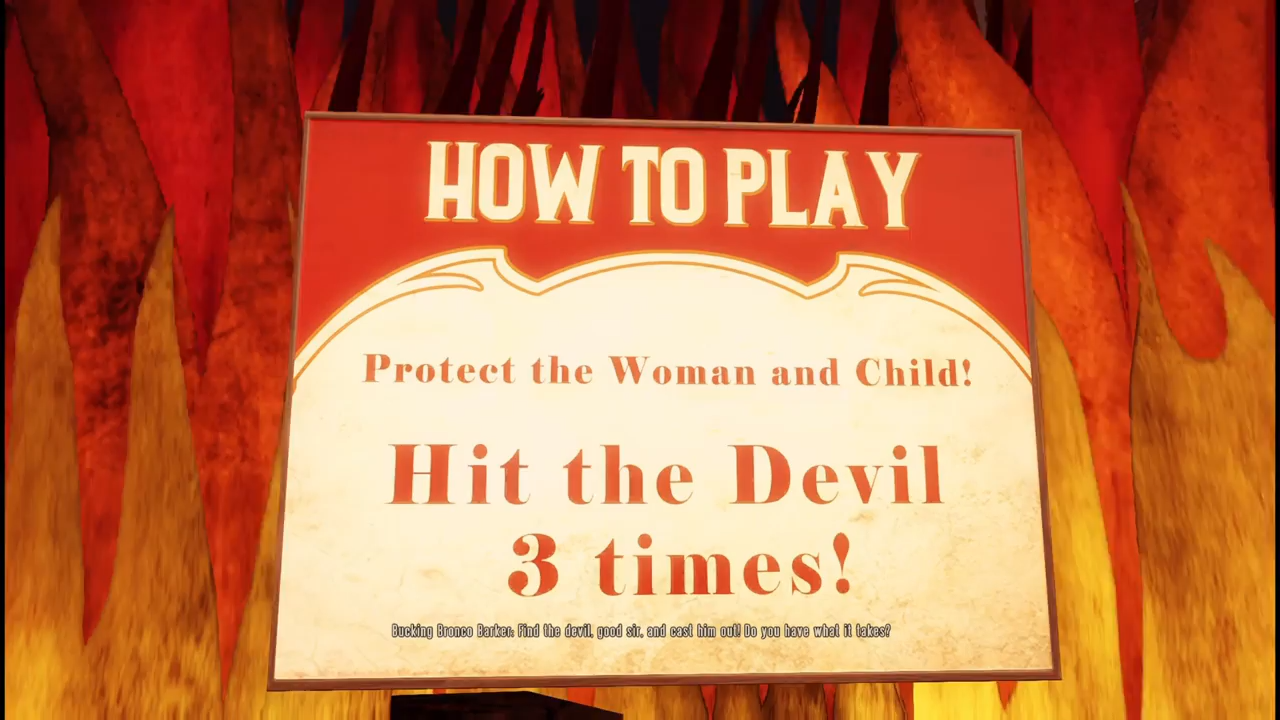 HOW TO PLAY
Protect the Woman and Child!
Hit the Devil
3 times!
Bucking Bronco Barker: Find the devil, good sir, and cast him out! Do you have what it takes?